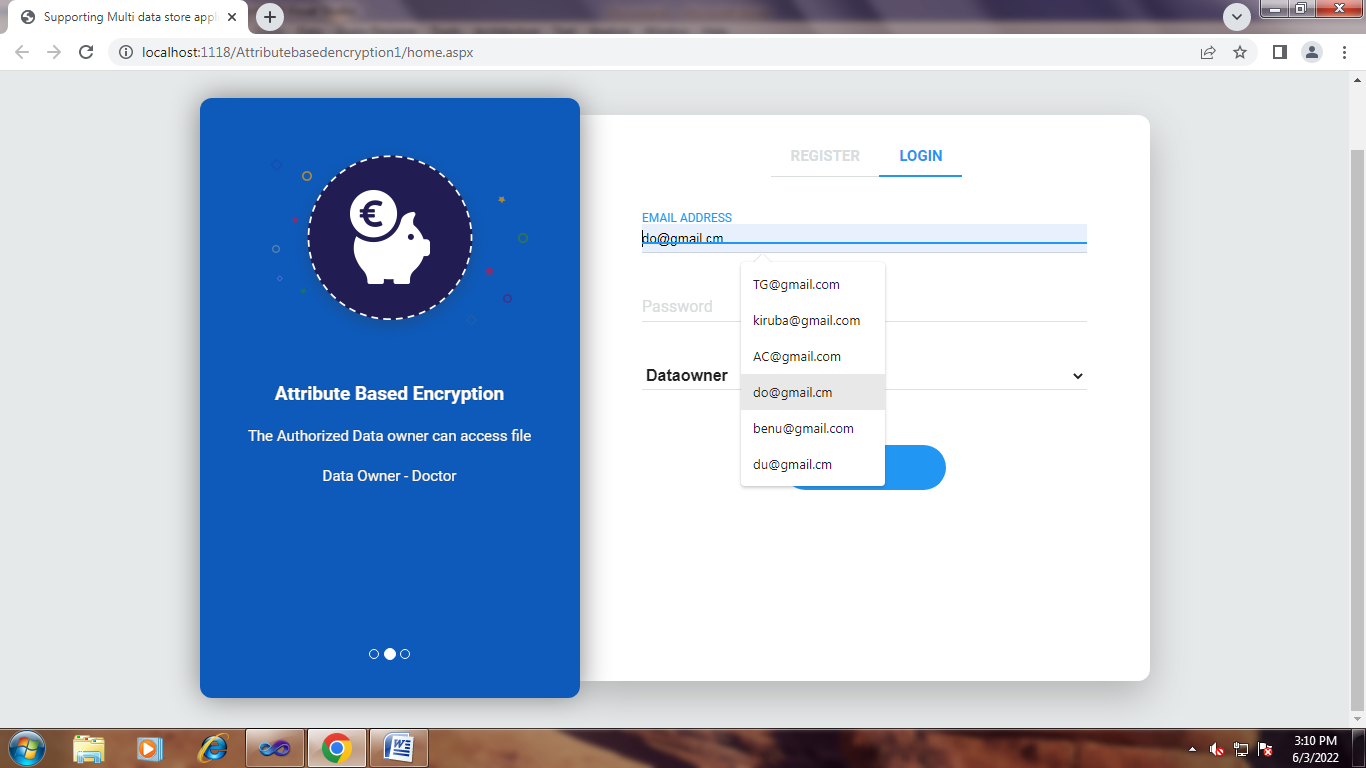 Supporting Multi data store appl
localhost:1118/Attributebasedencryption1/home.aspx
REGISTER LOGIN
EMAIL ADDRESS
do@gmail.cm
TG@gmail.com
kiruba@gmail.com
AC@gmail.com
do@gmail.cm
benu@gmail.com
du@gmail.cm
Password
Dataowner
€
Attribute Based Encryption
The Authorized Data owner can access file
Data Owner - Doctor
3:10 PM
6/3/2022